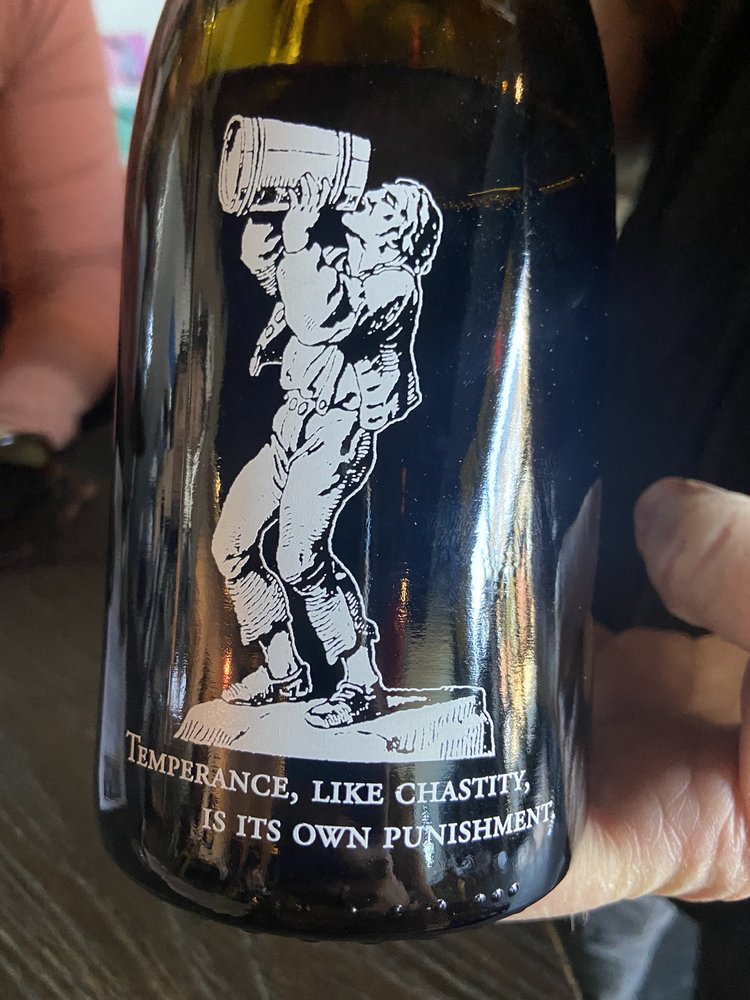 Temperance, like chastity,
is its own punishment.